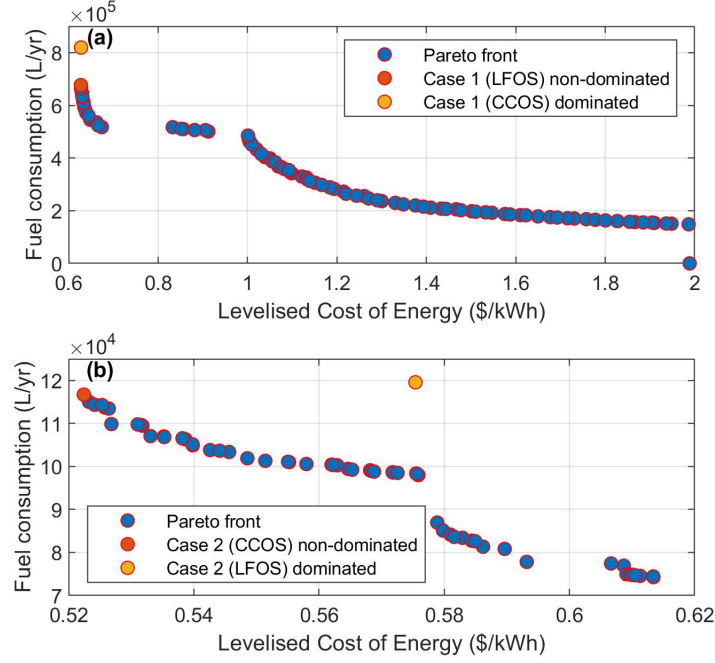 ×10⁵
(a)
Fuel consumption (L/yr)
8
6
4
2
0
Pareto front
Case 1 (LFOS) non-dominated
Case 1 (CCOS) dominated
0.6 0.8 1 1.2 1.4 1.6 1.8 2
Levelised Cost of Energy ($/kWh)
×10⁴
(b)
Fuel consumption (L/yr)
12
11
10
9
8
7
Pareto front
Case 2 (CCOS) non-dominated
Case 2 (LFOS) dominated
0.52 0.54 0.56 0.58 0.6 0.62
Levelised Cost of Energy ($/kWh)